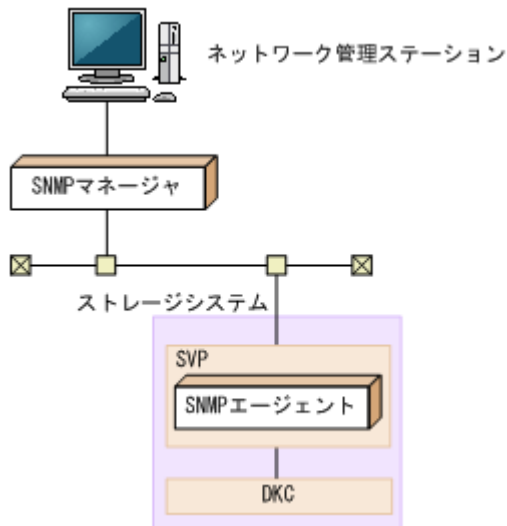 ネットワーク管理ステーション
SNMPマネージャ
ストレージシステム
SVP
SNMPエージェント
DKC